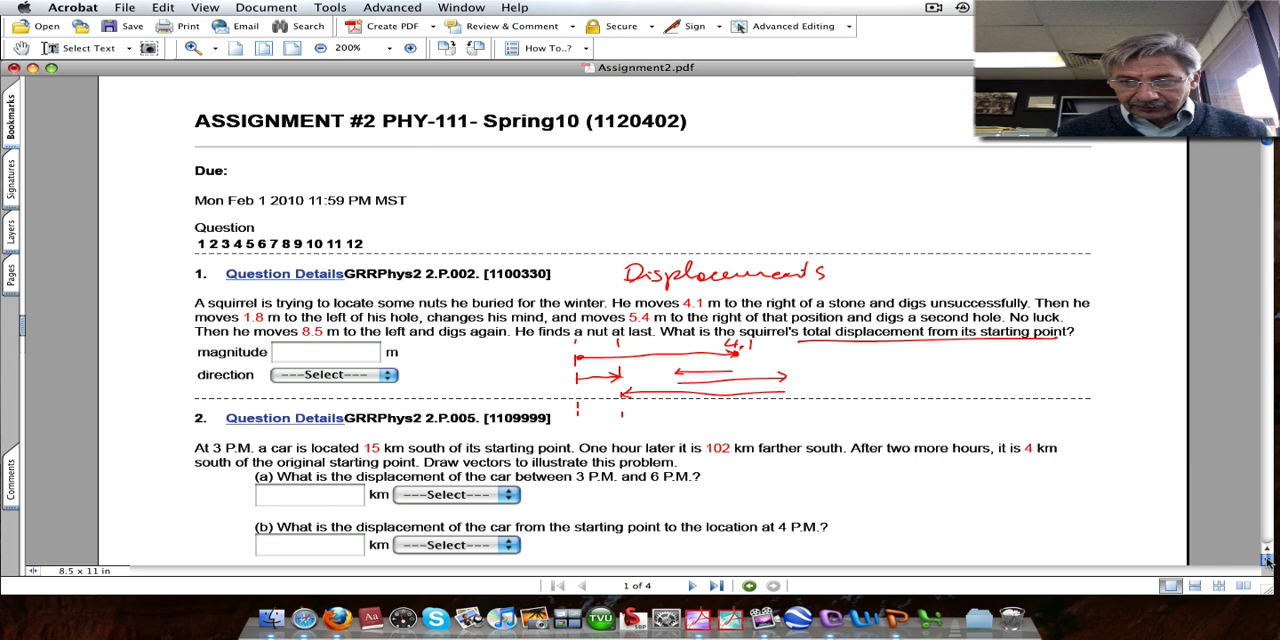 Acrobat File Edit View Document Tools Advanced Window Help
Open Save Print Email Search Create PDF Review & Comment Secure Sign Advanced Editing
Select Text 200% How To..?
Assignment2.pdf
Bookmarks
Signatures
Layers
Pages
Comments
ASSIGNMENT #2 PHY-111- Spring10 (1120402)
Due:
Mon Feb 1 2010 11:59 PM MST
Question
1 2 3 4 5 6 7 8 9 10 11 12
1. Question DetailsGRRPhys2 2.P.002. [1100330] Displacements
A squirrel is trying to locate some nuts he buried for the winter. He moves 4.1 m to the right of a stone and digs unsuccessfully. Then he
moves 1.8 m to the left of his hole, changes his mind, and moves 5.4 m to the right of that position and digs a second hole. No luck.
Then he moves 8.5 m to the left and digs again. He finds a nut at last. What is the squirrel's total displacement from its starting point?
4.1
magnitude m
direction ---Select---
2. Question DetailsGRRPhys2 2.P.005. [1109999]
At 3 P.M. a car is located 15 km south of its starting point. One hour later it is 102 km farther south. After two more hours, it is 4 km
south of the original starting point. Draw vectors to illustrate this problem.
(a) What is the displacement of the car between 3 P.M. and 6 P.M.?
km ---Select---
(b) What is the displacement of the car from the starting point to the location at 4 P.M.?
km ---Select---
8.5 x 11 in
1 of 4
TVU